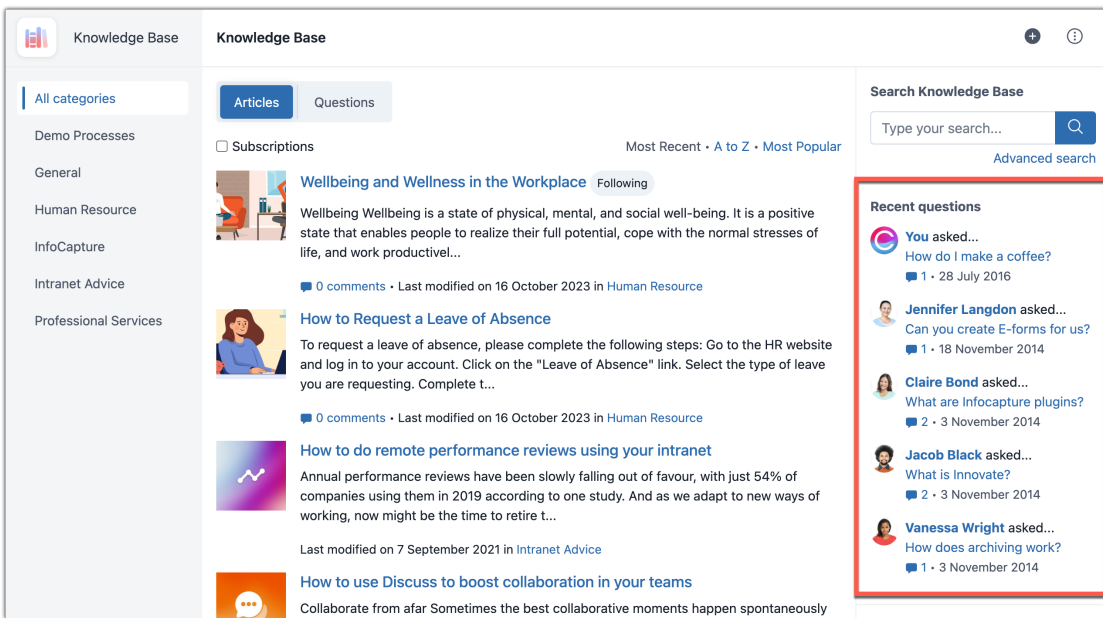 Knowledge Base
Knowledge Base
All categories
Demo Processes
General
Human Resource
InfoCapture
Intranet Advice
Professional Services
Articles
Questions
Subscriptions
Most Recent • A to Z • Most Popular
Wellbeing and Wellness in the Workplace Following
Wellbeing Wellbeing is a state of physical, mental, and social well-being. It is a positive
state that enables people to realize their full potential, cope with the normal stresses of
life, and work productivel...
0 comments • Last modified on 16 October 2023 in Human Resource
How to Request a Leave of Absence
To request a leave of absence, please complete the following steps: Go to the HR website
and log in to your account. Click on the "Leave of Absence" link. Select the type of leave
you are requesting. Complete t...
0 comments • Last modified on 16 October 2023 in Human Resource
How to do remote performance reviews using your intranet
Annual performance reviews have been slowly falling out of favour, with just 54% of
companies using them in 2019 according to one study. And as we adapt to new ways of
working, now might be the time to retire t...
Last modified on 7 September 2021 in Intranet Advice
How to use Discuss to boost collaboration in your teams
Collaborate from afar Sometimes the best collaborative moments happen spontaneously
Search Knowledge Base
Type your search...
Advanced search
Recent questions
You asked...
How do I make a coffee?
1 • 28 July 2016
Jennifer Langdon asked...
Can you create E-forms for us?
1 • 18 November 2014
Claire Bond asked...
What are Infocapture plugins?
2 • 3 November 2014
Jacob Black asked...
What is Innovate?
2 • 3 November 2014
Vanessa Wright asked...
How does archiving work?
1 • 3 November 2014